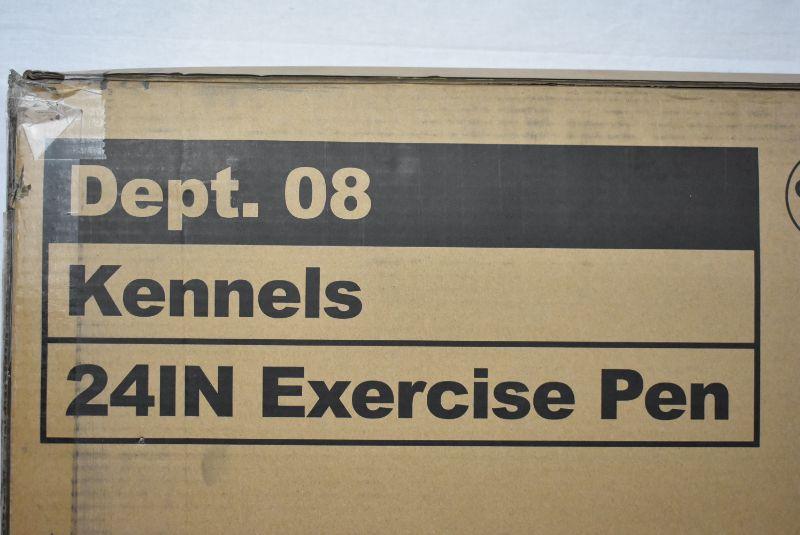 Dept. 08
Kennels
24IN Exercise Pen